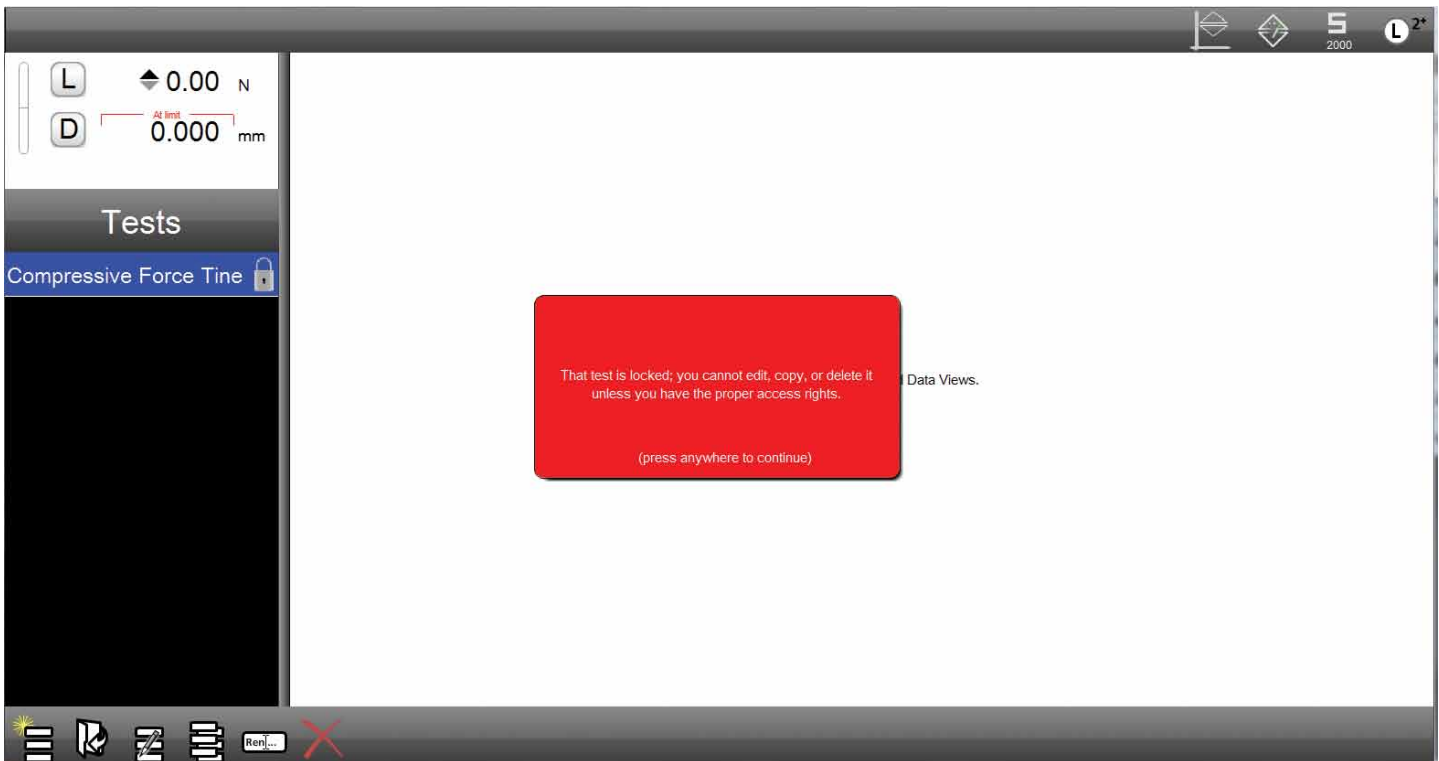 S
2000
L 2+
L 0.00 N
At limit
D 0.000 mm
Tests
Compressive Force Tine
That test is locked; you cannot edit, copy, or delete it
unless you have the proper access rights.
Data Views.
(press anywhere to continue)
Ren...